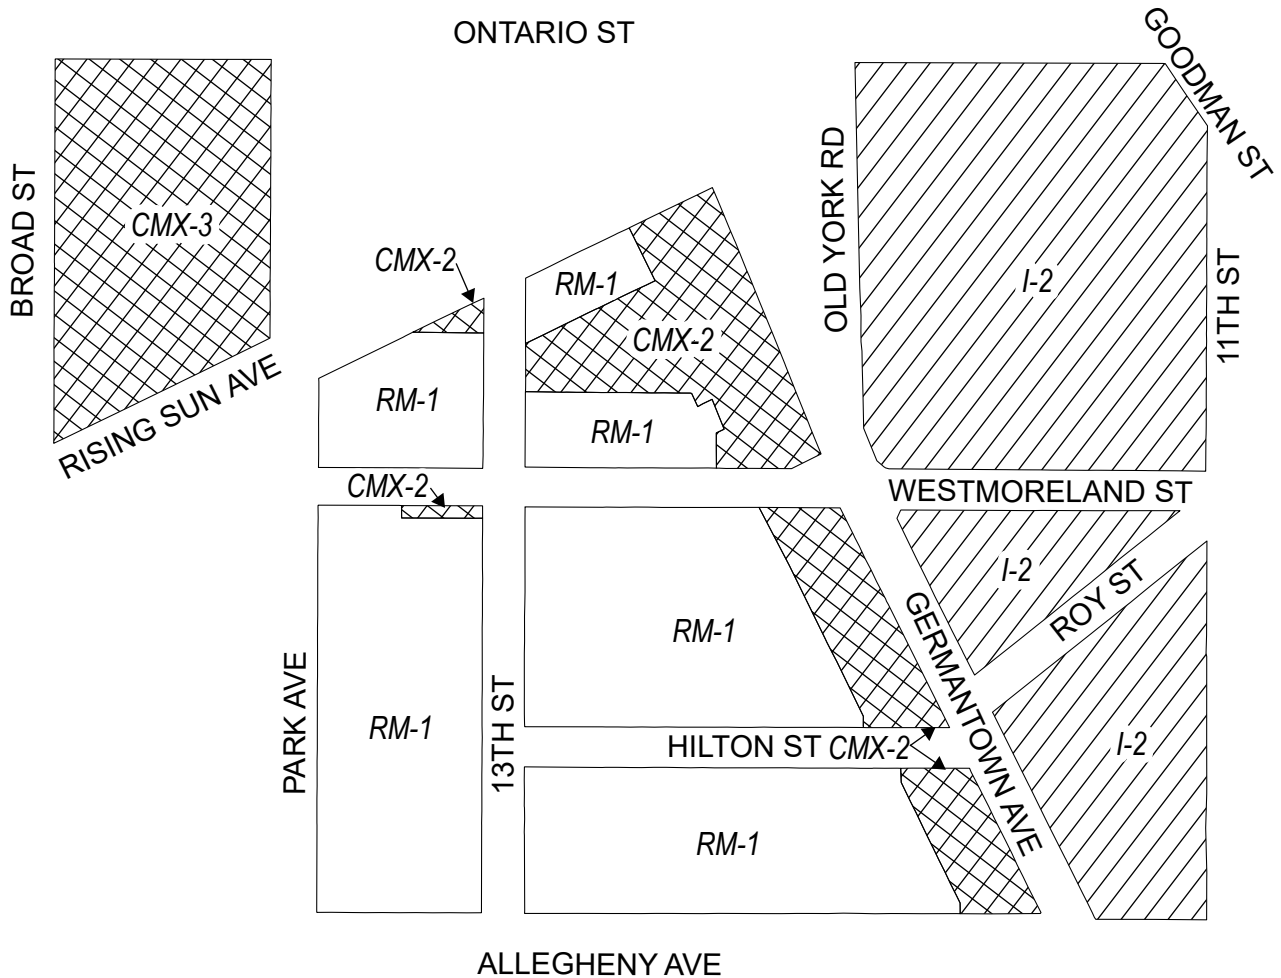 ONTARIO ST
GOODMAN ST
BROAD ST
CMX-3
OLD YORK RD
CMX-2
RM-1
I-2
11TH ST
CMX-2
RISING SUN AVE
RM-1
RM-1
CMX-2
WESTMORELAND ST
I-2
ROY ST
GERMANTOWN AVE
RM-1
PARK AVE
RM-1
13TH ST
HILTON ST
CMX-2
I-2
RM-1
ALLEGHENY AVE